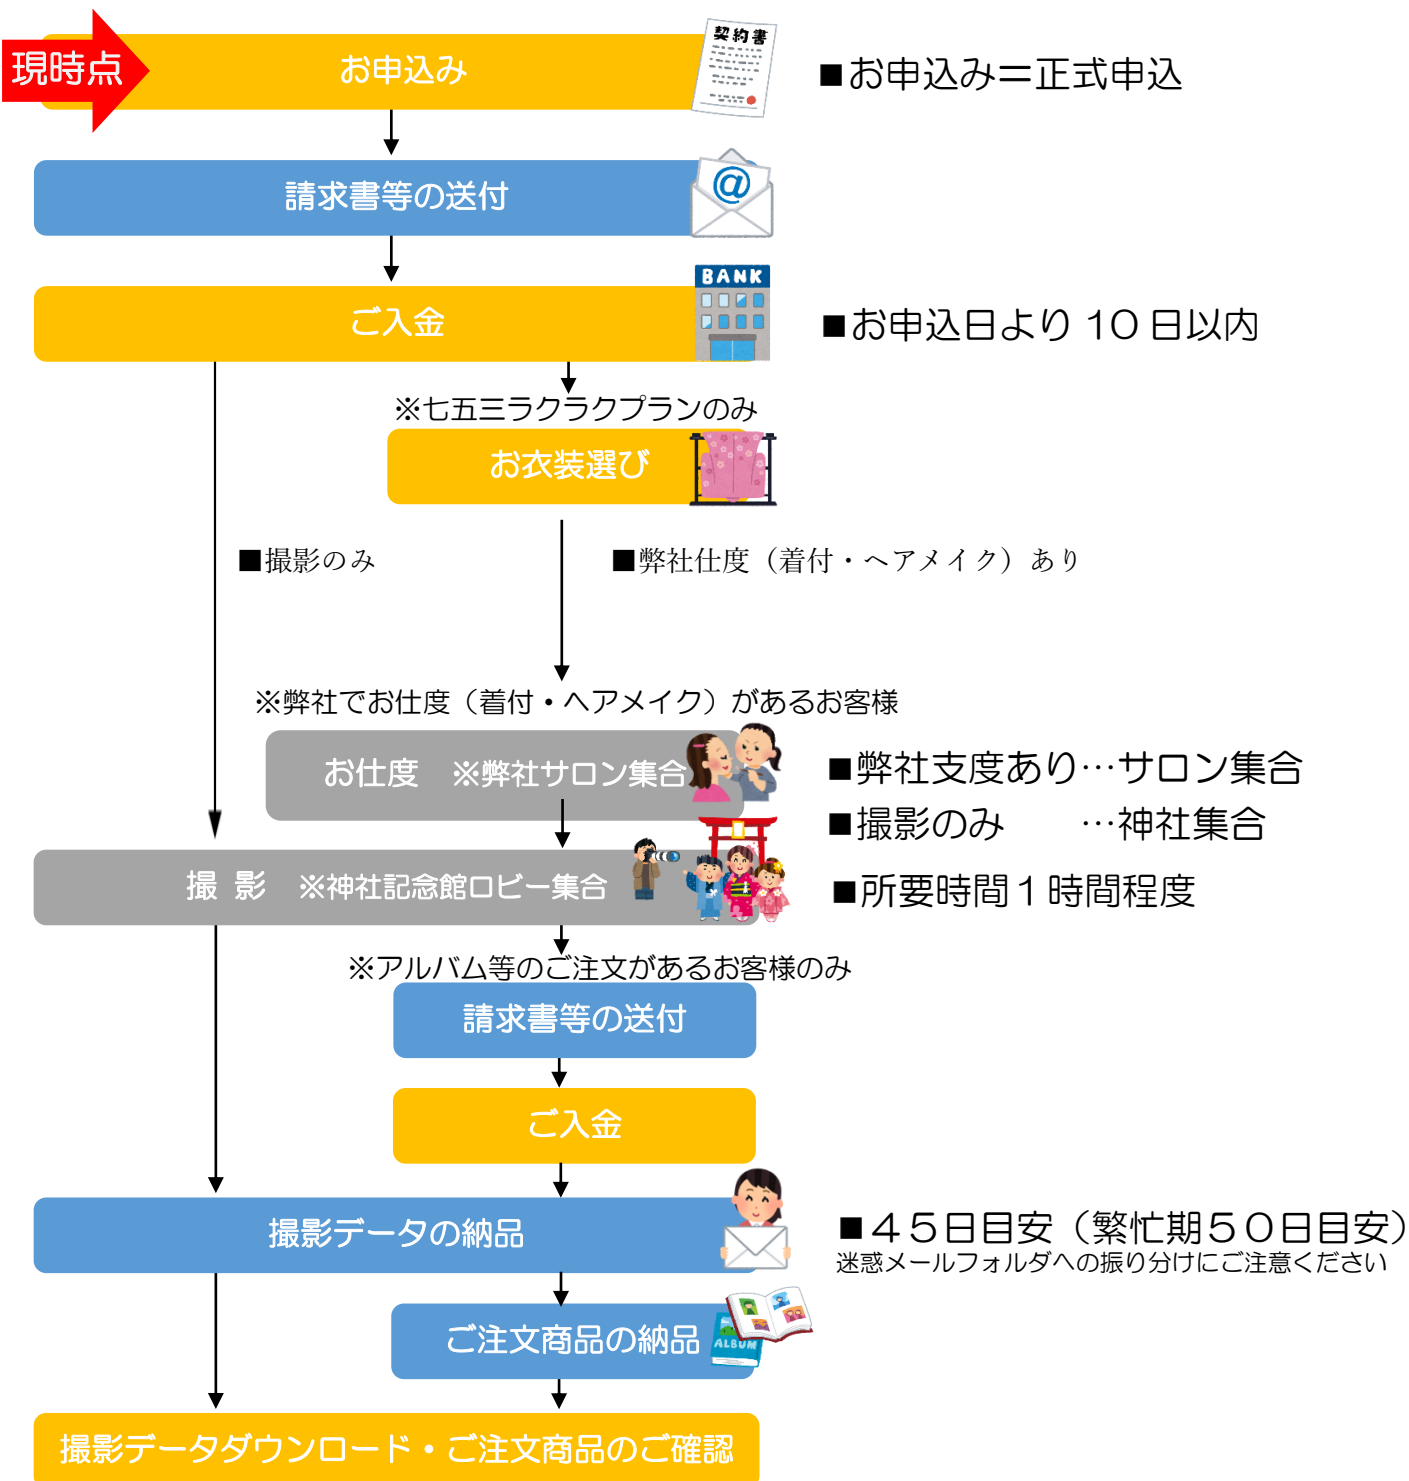 現時点
お申込み
契約書
■お申込み＝正式申込
請求書等の送付
@
ご入金
BANK
■お申込日より 10 日以内
※七五三ラクラクプランのみ
お衣装選び
■撮影のみ
■弊社仕度（着付・ヘアメイク）あり
※弊社でお仕度（着付・ヘアメイク）があるお客様
お仕度　※弊社サロン集合
■弊社支度あり…サロン集合
■撮影のみ　　…神社集合
撮 影　※神社記念館ロビー集合
■所要時間１時間程度
※アルバム等のご注文があるお客様のみ
請求書等の送付
ご入金
撮影データの納品
■４５日目安（繁忙期５０日目安）
迷惑メールフォルダへの振り分けにご注意ください
ご注文商品の納品
ALBUM
撮影データダウンロード・ご注文商品のご確認